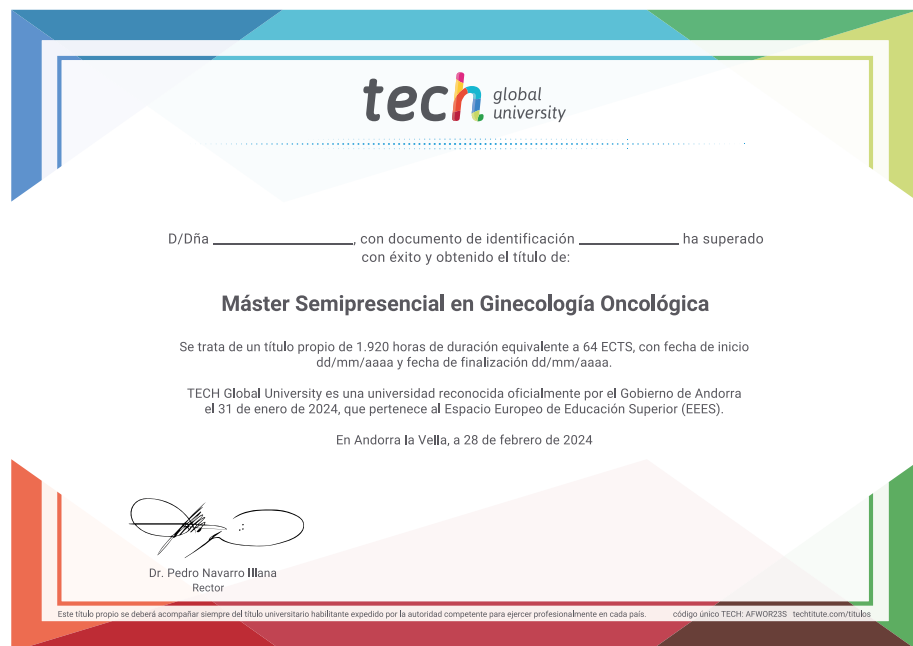 tech global university
D/Dña ____________________, con documento de identificación ______________ ha superado
con éxito y obtenido el título de:
Máster Semipresencial en Ginecología Oncológica
Se trata de un título propio de 1.920 horas de duración equivalente a 64 ECTS, con fecha de inicio
dd/mm/aaaa y fecha de finalización dd/mm/aaaa.
TECH Global University es una universidad reconocida oficialmente por el Gobierno de Andorra
el 31 de enero de 2024, que pertenece al Espacio Europeo de Educación Superior (EEES).
En Andorra la Vella, a 28 de febrero de 2024
Dr. Pedro Navarro Illana
Rector
Este título propio se deberá acompañar siempre del título universitario habilitante expedido por la autoridad competente para ejercer profesionalmente en cada país. código único TECH: AFWOR23S techtitute.com/titulos